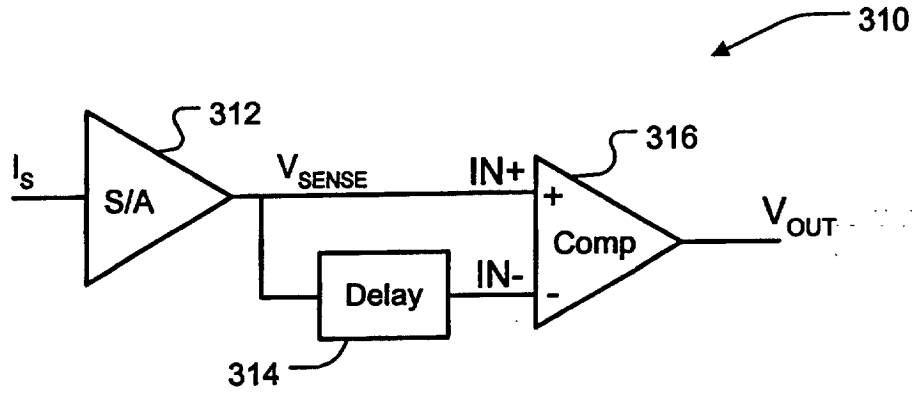 310
312
316
I_S
S/A
V_SENSE
IN+
+
Comp
V_OUT
Delay
IN-
-
314